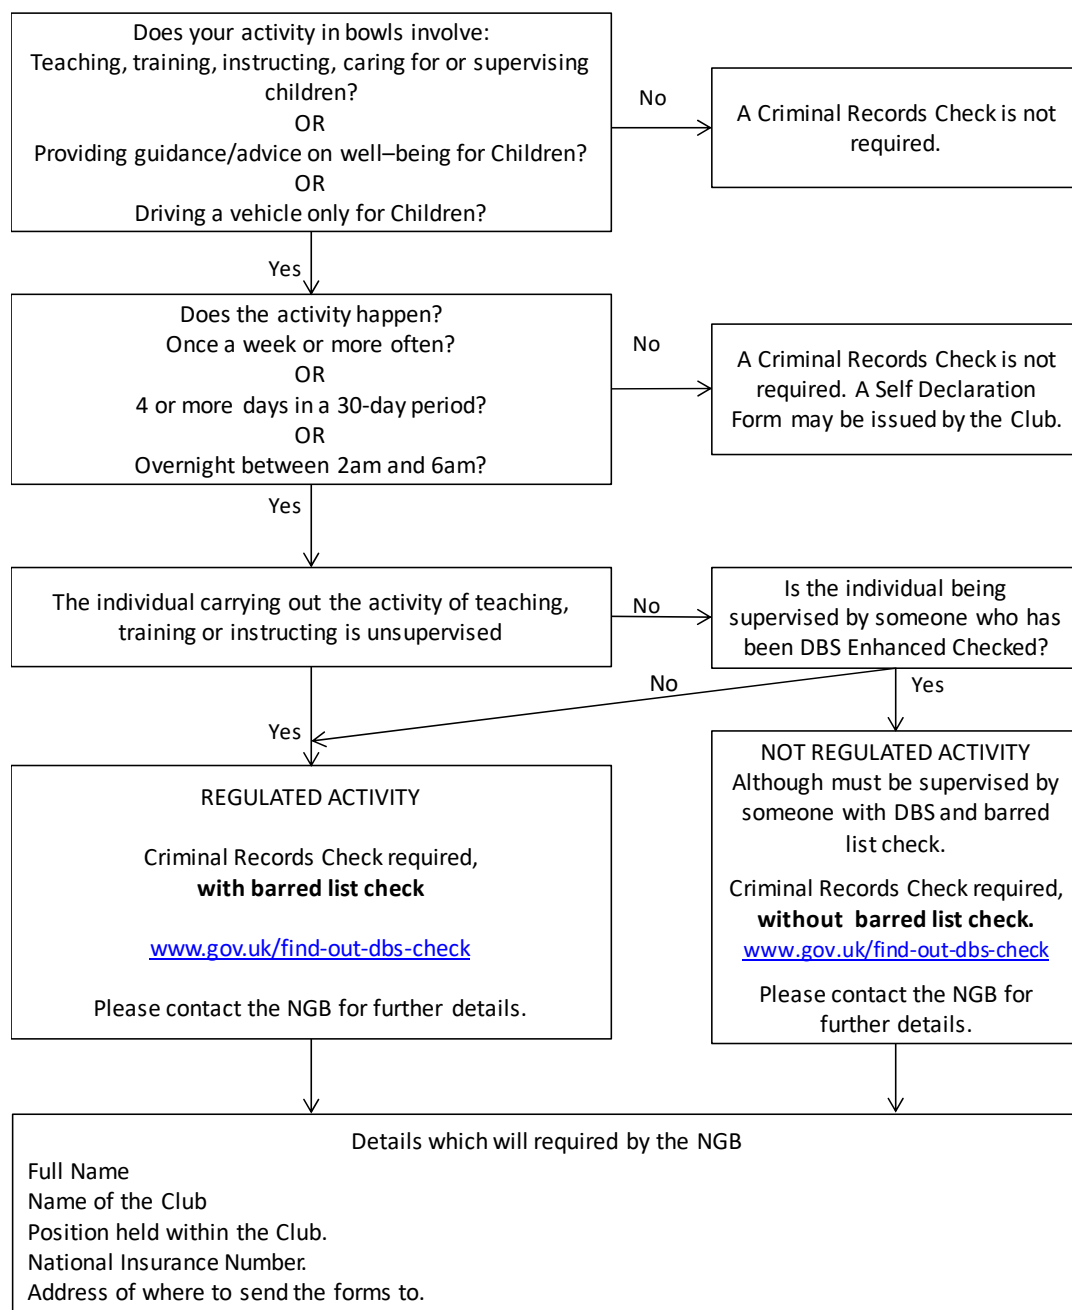 Does your activity in bowls involve:
Teaching, training, instructing, caring for or supervising
children?
OR
Providing guidance/advice on well–being for Children?
OR
Driving a vehicle only for Children?
No
A Criminal Records Check is not
required.
Yes
Does the activity happen?
Once a week or more often?
OR
4 or more days in a 30-day period?
OR
Overnight between 2am and 6am?
No
A Criminal Records Check is not
required. A Self Declaration
Form may be issued by the Club.
Yes
The individual carrying out the activity of teaching,
training or instructing is unsupervised
No
Is the individual being
supervised by someone who has
been DBS Enhanced Checked?
No
Yes
Yes
REGULATED ACTIVITY
Criminal Records Check required,
with barred list check
www.gov.uk/find-out-dbs-check
Please contact the NGB for further details.
NOT REGULATED ACTIVITY
Although must be supervised by
someone with DBS and barred
list check.
Criminal Records Check required,
without barred list check.
www.gov.uk/find-out-dbs-check
Please contact the NGB for
further details.
Details which will required by the NGB
Full Name
Name of the Club
Position held within the Club.
National Insurance Number.
Address of where to send the forms to.